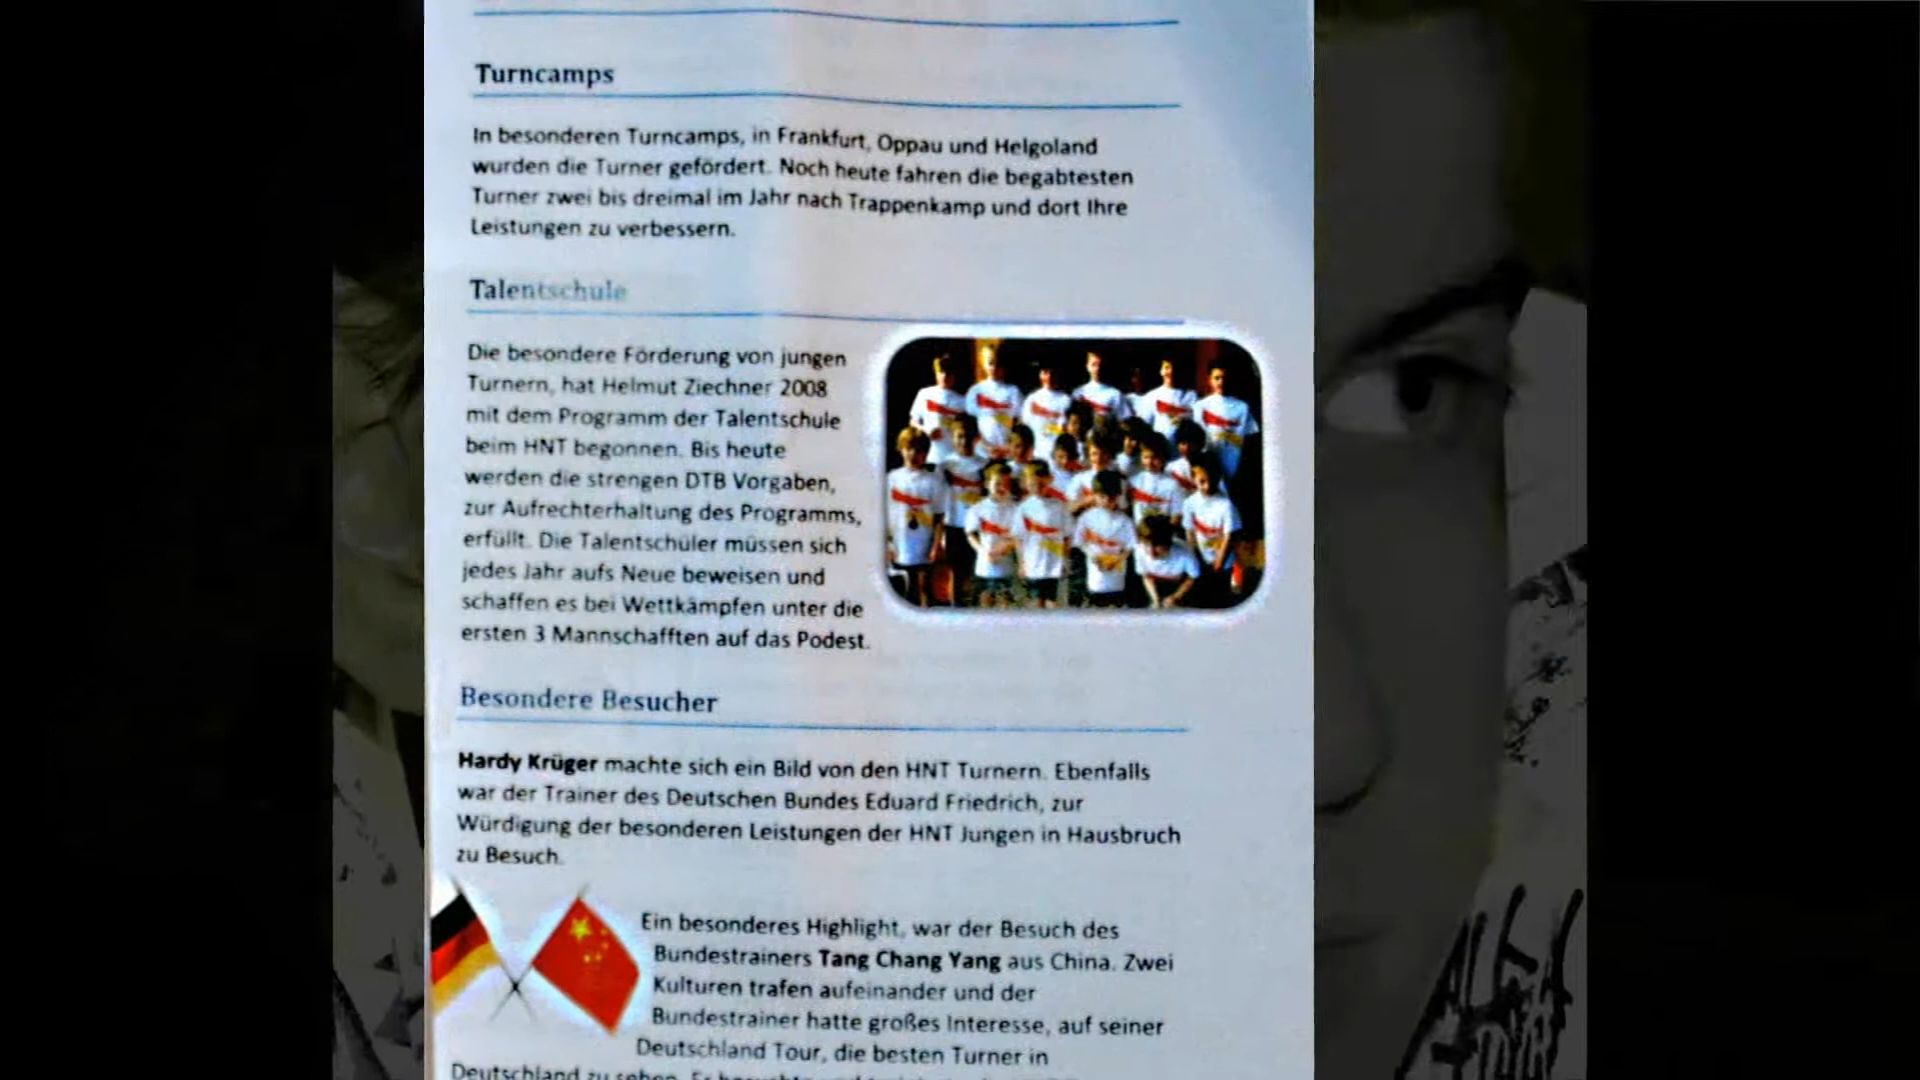 Turncamps
In besonderen Turncamps, in Frankfurt, Oppau und Helgoland
wurden die Turner gefördert. Noch heute fahren die begabtesten
Turner zwei bis dreimal im Jahr nach Trappenkamp und dort Ihre
Leistungen zu verbessern.
Talentschule
Die besondere Förderung von jungen
Turnern, hat Helmut Ziechner 2008
mit dem Programm der Talentschule
beim HNT begonnen. Bis heute
werden die strengen DTB Vorgaben,
zur Aufrechterhaltung des Programms,
erfüllt. Die Talentschüler müssen sich
jedes Jahr aufs Neue beweisen und
schaffen es bei Wettkämpfen unter die
ersten 3 Mannschafften auf das Podest.
Besondere Besucher
Hardy Krüger machte sich ein Bild von den HNT Turnern. Ebenfalls
war der Trainer des Deutschen Bundes Eduard Friedrich, zur
Würdigung der besonderen Leistungen der HNT Jungen in Hausbruch
zu Besuch.
Ein besonderes Highlight, war der Besuch des
Bundestrainers Tang Chang Yang aus China. Zwei
Kulturen trafen aufeinander und der
Bundestrainer hatte großes Interesse, auf seiner
Deutschland Tour, die besten Turner in
Deutschland zu sehen. Er